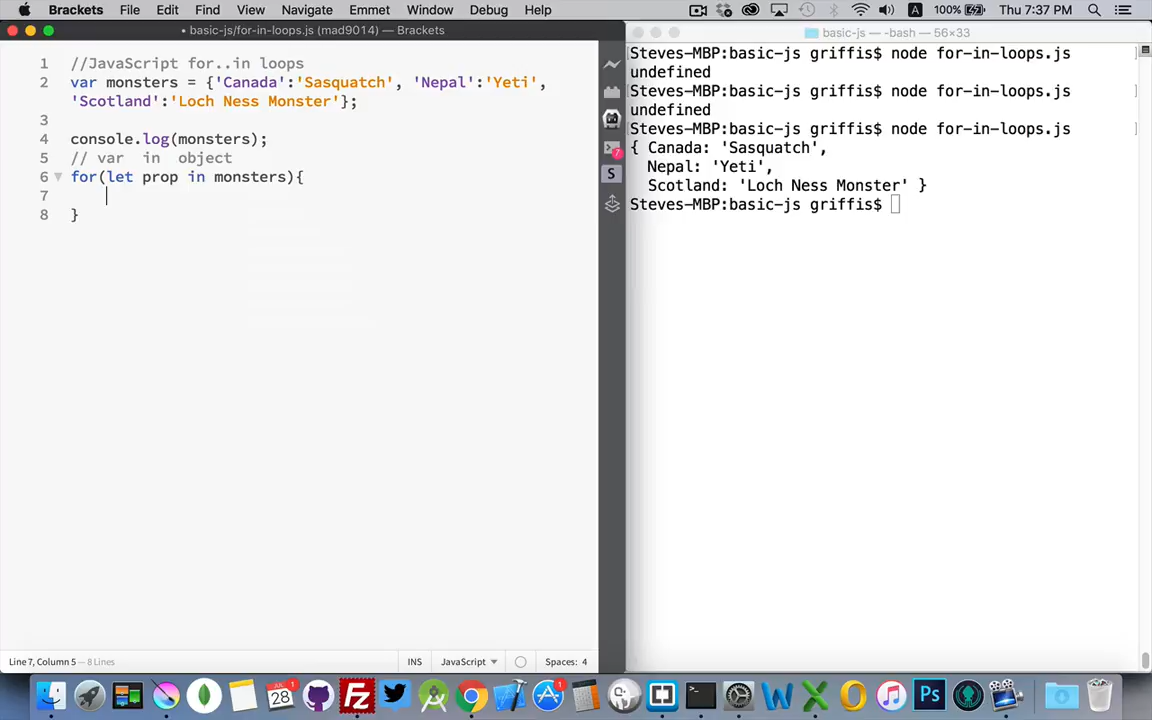 Brackets File Edit Find View Navigate Emmet Window Debug Help A 100% Thu 7:37 PM
• basic-js/for-in-loops.js (mad9014) — Brackets
1 //JavaScript for..in loops
2 var monsters = {'Canada':'Sasquatch', 'Nepal':'Yeti',
'Scotland':'Loch Ness Monster'};
3
4 console.log(monsters);
5 // var in object
6 for(let prop in monsters){
7
8 }
Line 7, Column 5 — 8 Lines
INS JavaScript Spaces: 4
7
S
basic-js — -bash — 56×33
[Steves-MBP:basic-js griffis$ node for-in-loops.js ]
undefined
[Steves-MBP:basic-js griffis$ node for-in-loops.js ]
undefined
[Steves-MBP:basic-js griffis$ node for-in-loops.js ]
{ Canada: 'Sasquatch',
Nepal: 'Yeti',
Scotland: 'Loch Ness Monster' }
Steves-MBP:basic-js griffis$
28
1
Fz
1
W
X
O
Ps